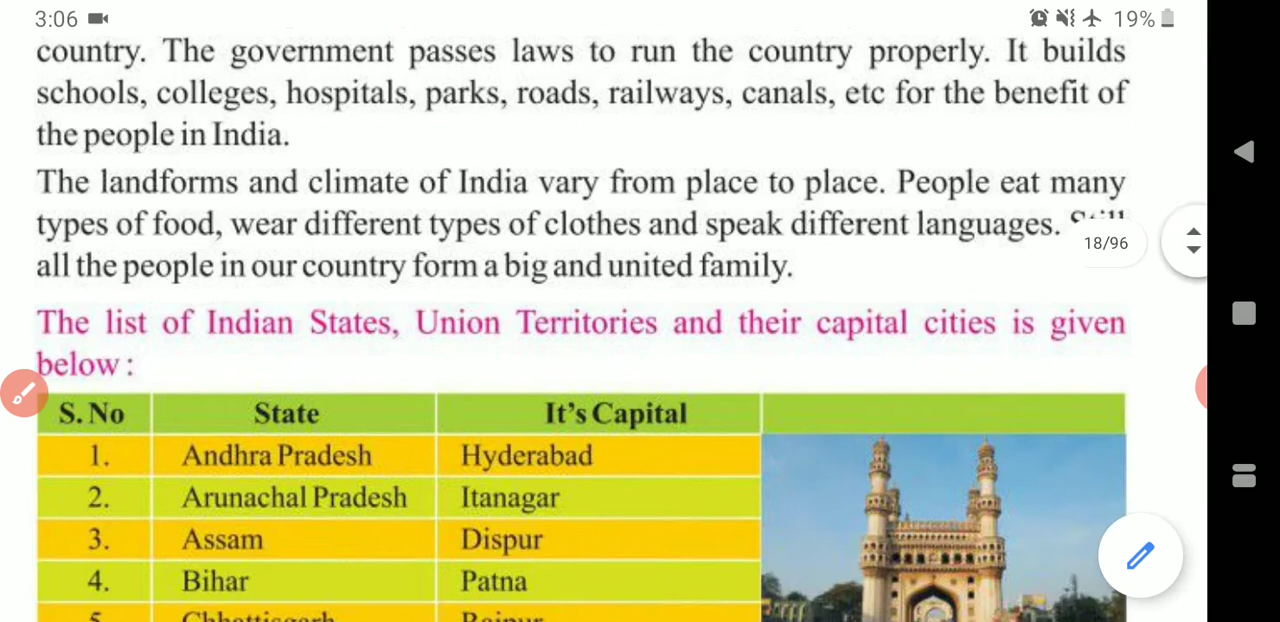 3:06 19%
country. The government passes laws to run the country properly. It builds
schools, colleges, hospitals, parks, roads, railways, canals, etc for the benefit of
the people in India.
The landforms and climate of India vary from place to place. People eat many
types of food, wear different types of clothes and speak different languages.
18/96
all the people in our country form a big and united family.
The list of Indian States, Union Territories and their capital cities is given
below :
S. No State It's Capital
1. Andhra Pradesh Hyderabad
2. Arunachal Pradesh Itanagar
3. Assam Dispur
4. Bihar Patna